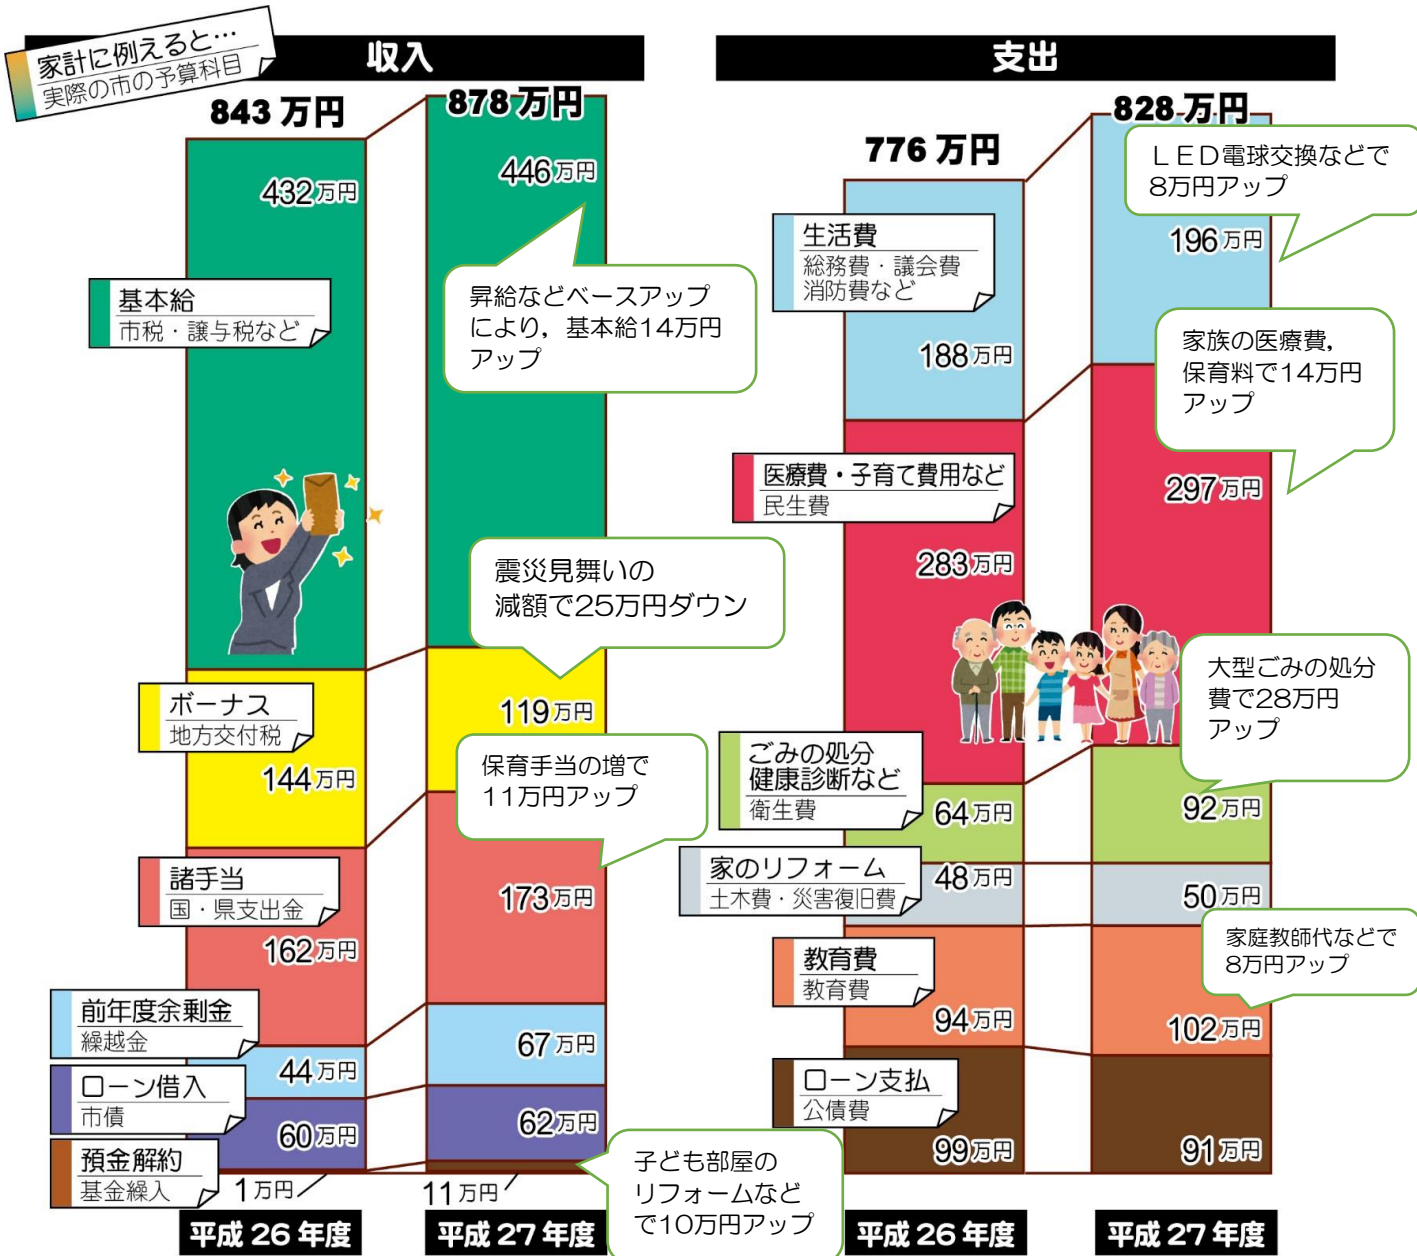 家計に例えると…
実際の市の予算科目
収入
843 万円
878 万円
432万円
446万円
基本給
市税・譲与税など
昇給などベースアップ
により，基本給14万円
アップ
震災見舞いの
減額で25万円ダウン
ボーナス
地方交付税
144万円
119万円
保育手当の増で
11万円アップ
諸手当
国・県支出金
162万円
173万円
前年度余剰金
繰越金
44万円
67万円
ローン借入
市債
60万円
62万円
預金解約
基金繰入
1万円
11万円
子ども部屋の
リフォームなど
で10万円アップ
平成 26 年度
平成 27 年度
支出
776 万円
828 万円
ＬＥＤ電球交換などで
8万円アップ
生活費
総務費・議会費
消防費など
188万円
196万円
家族の医療費，
保育料で14万円
アップ
医療費・子育て費用など
民生費
283万円
297万円
大型ごみの処分
費で28万円
アップ
ごみの処分
健康診断など
衛生費
64万円
92万円
家のリフォーム
土木費・災害復旧費
48万円
50万円
家庭教師代などで
8万円アップ
教育費
教育費
94万円
102万円
ローン支払
公債費
99万円
91万円
平成 26 年度
平成 27 年度